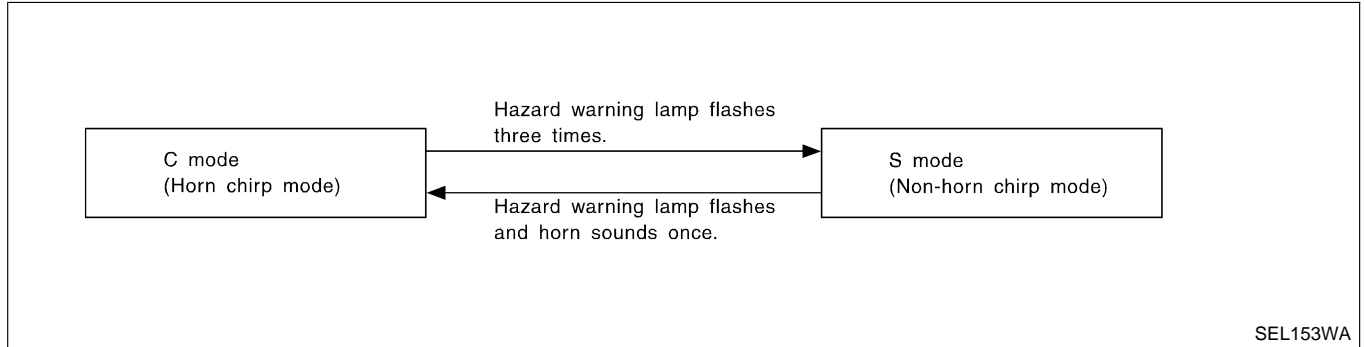 Hazard warning lamp flashes
three times.
C mode
(Horn chirp mode)
S mode
(Non-horn chirp mode)
Hazard warning lamp flashes
and horn sounds once.
SEL153WA